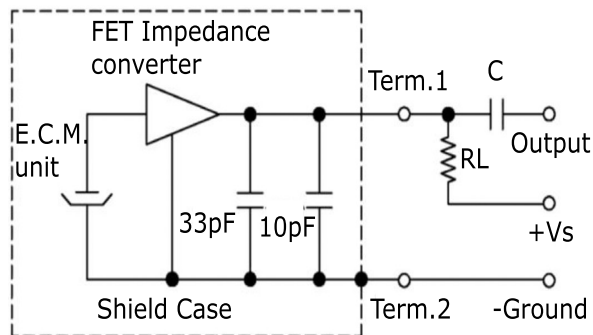 FET Impedance
converter
Term.1
C
E.C.M.
unit
Output
RL
33pF
10pF
+Vs
Shield Case
Term.2
-Ground